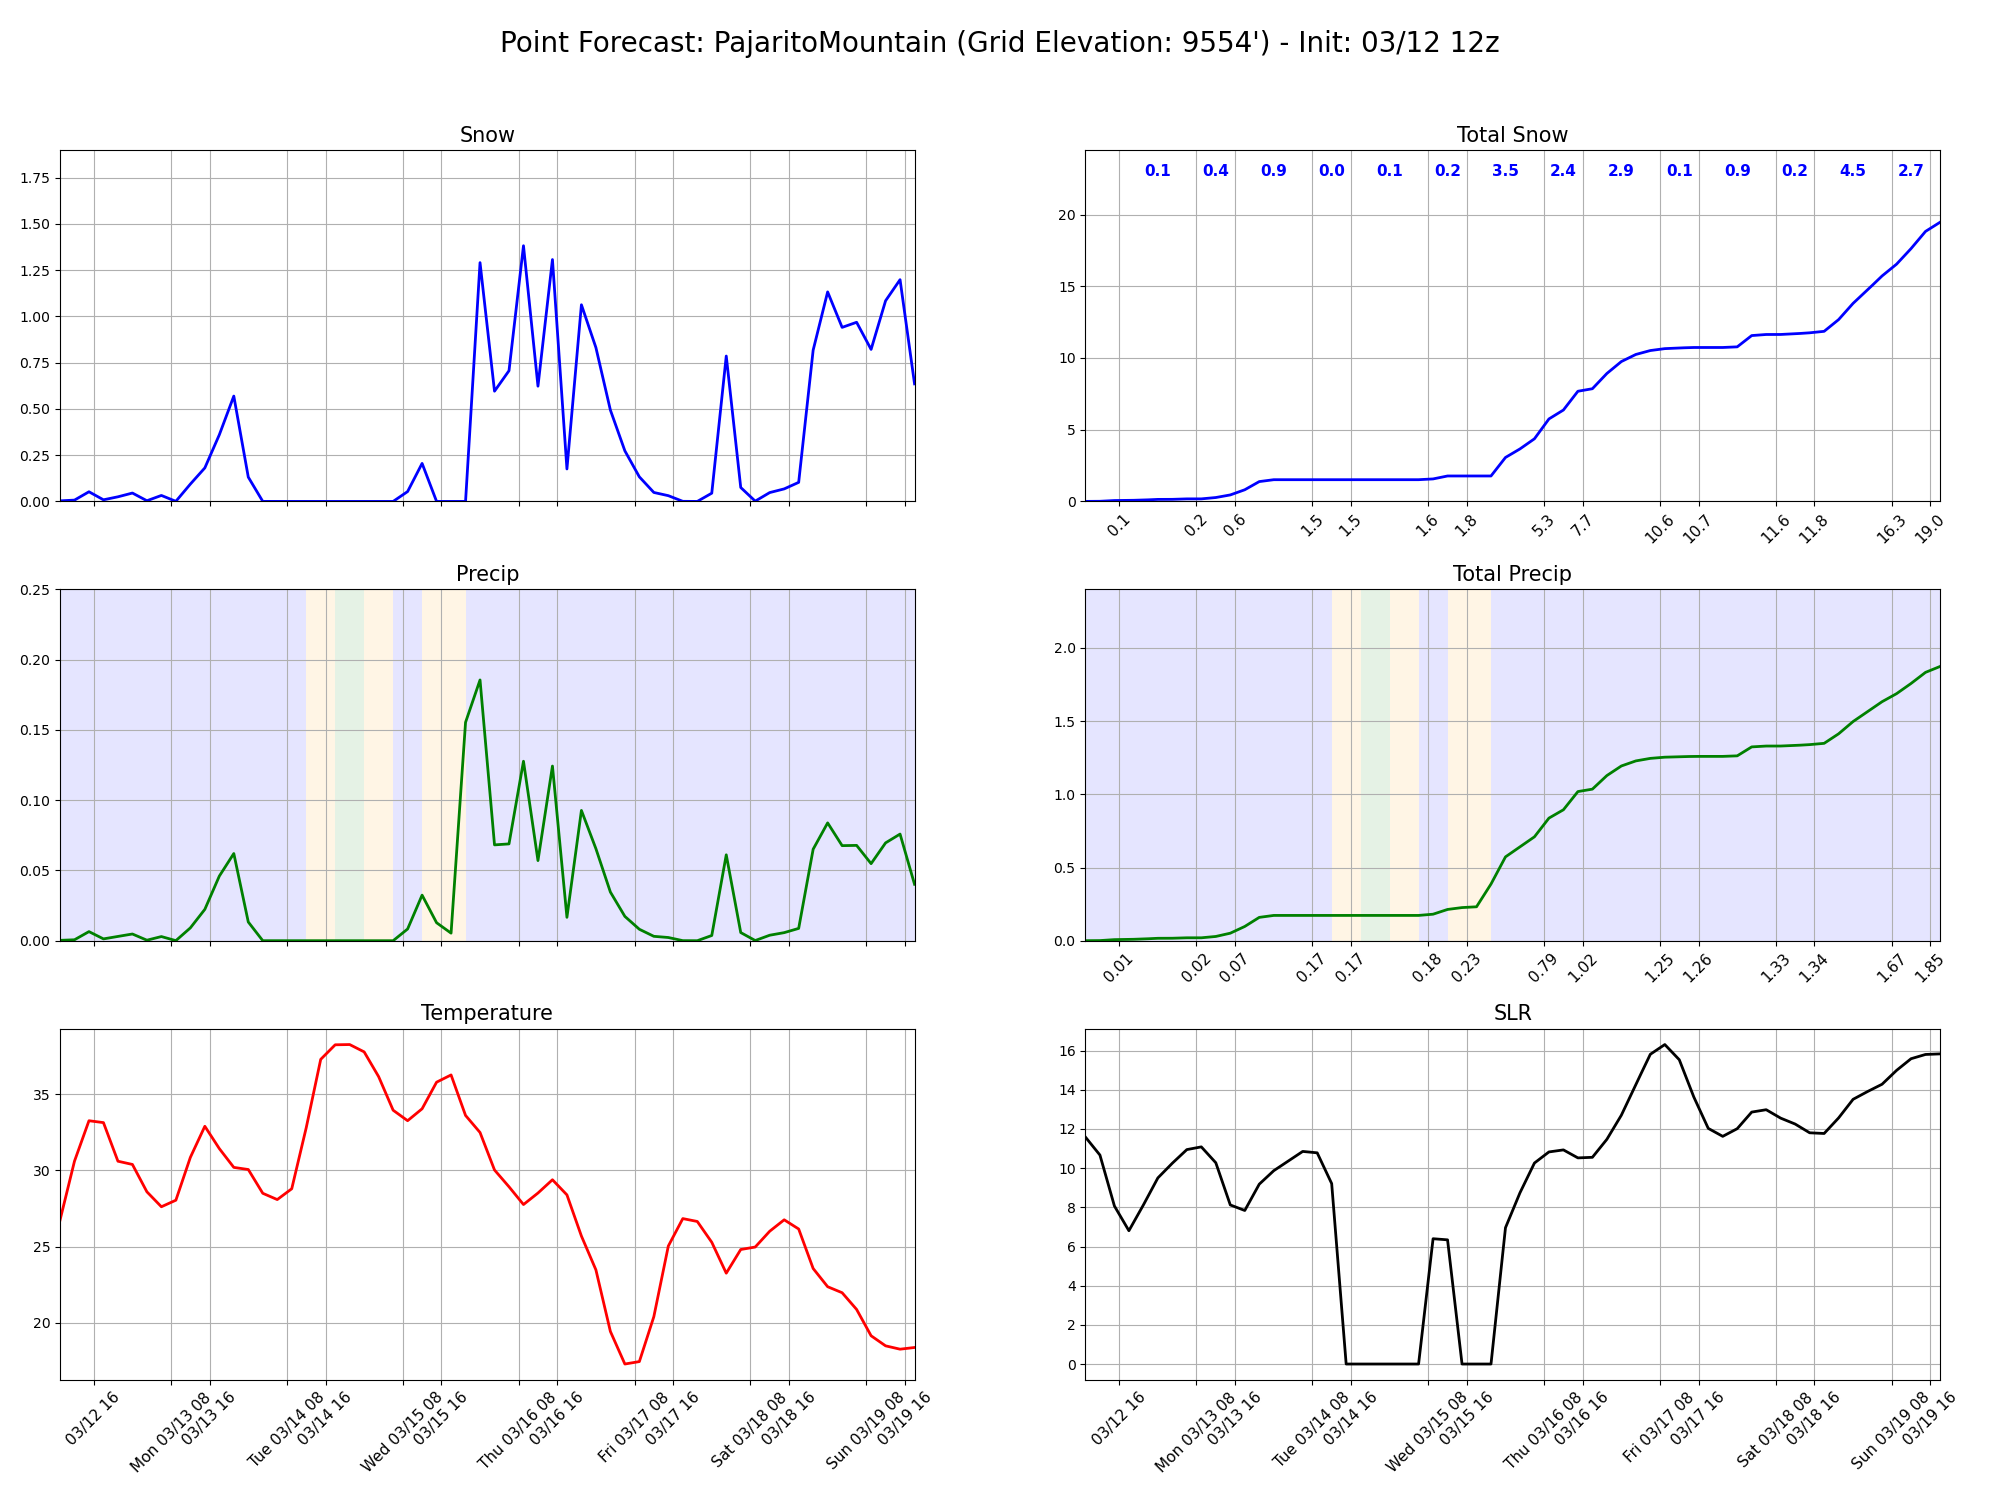 Point Forecast: PajaritoMountain (Grid Elevation: 9554') - Init: 03/12 12z
Snow
1.75
1.50
1.25
1.00
0.75
0.50
0.25
0.00
Total Snow
0.1 0.4 0.9 0.0 0.1 0.2 3.5 2.4 2.9 0.1 0.9 0.2 4.5 2.7
20
15
10
5
0
0.1 0.2 0.6 1.5 1.5 1.6 1.8 5.3 7.7 10.6 10.7 11.6 11.8 16.3 19.0
Precip
0.25
0.20
0.15
0.10
0.05
0.00
Total Precip
2.0
1.5
1.0
0.5
0.0
0.01 0.02 0.07 0.17 0.17 0.18 0.23 0.79 1.02 1.25 1.26 1.33 1.34 1.67 1.85
Temperature
35
30
25
20
03/12 16
Mon 03/13 08
03/13 16
Tue 03/14 08
03/14 16
Wed 03/15 08
03/15 16
Thu 03/16 08
03/16 16
Fri 03/17 08
03/17 16
Sat 03/18 08
03/18 16
Sun 03/19 08
03/19 16
SLR
16
14
12
10
8
6
4
2
0
03/12 16
Mon 03/13 08
03/13 16
Tue 03/14 08
03/14 16
Wed 03/15 08
03/15 16
Thu 03/16 08
03/16 16
Fri 03/17 08
03/17 16
Sat 03/18 08
03/18 16
Sun 03/19 08
03/19 16